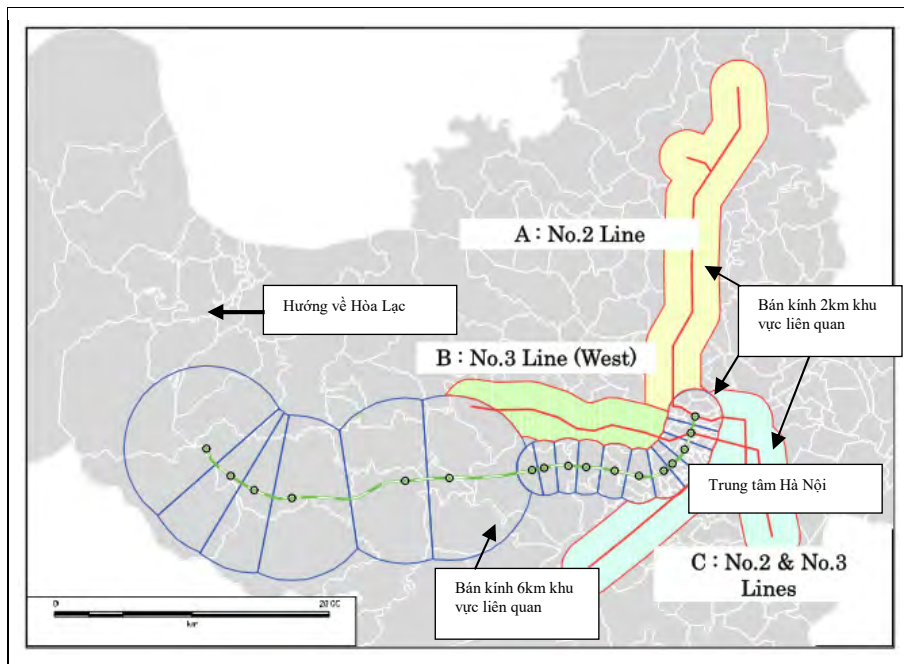 A : No.2 Line
Bán kính 2km khu
vực liên quan
Hướng về Hòa Lạc
B : No.3 Line (West)
Trung tâm Hà Nội
C : No.2 & No.3
Lines
Bán kính 6km khu
vực liên quan
0
km